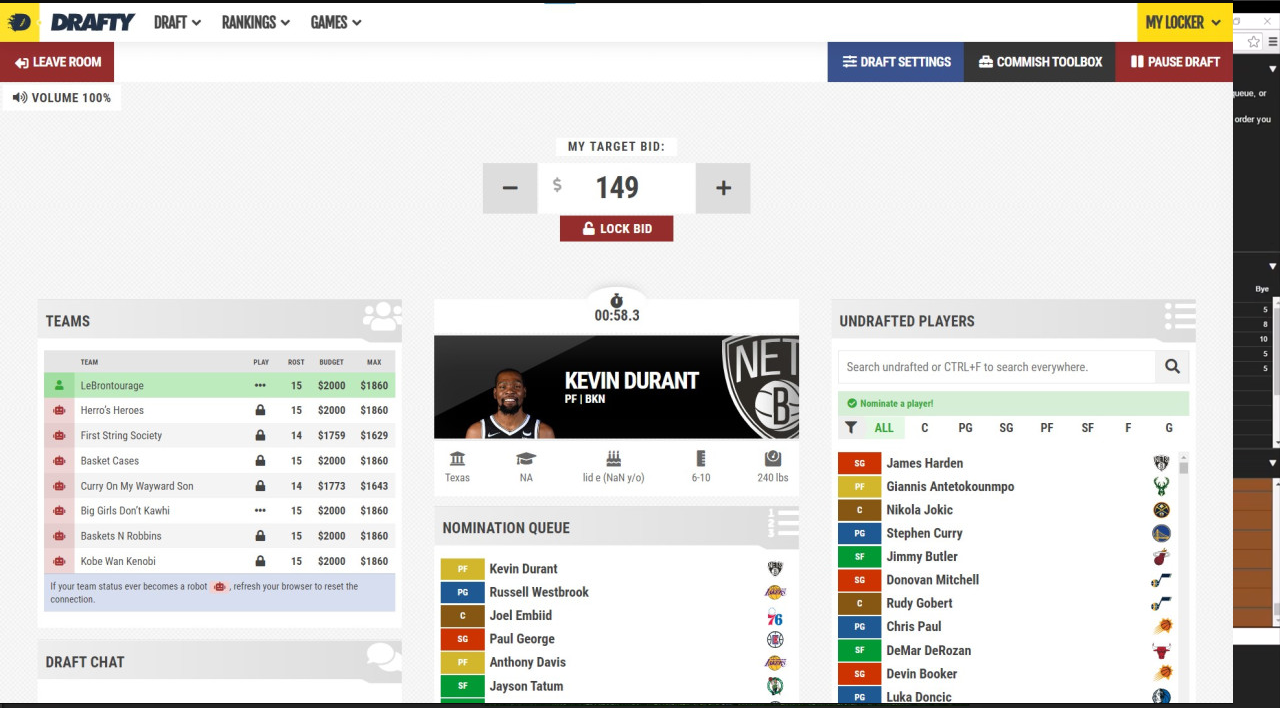 DRAFTY DRAFT RANKINGS GAMES MY LOCKER
LEAVE ROOM DRAFT SETTINGS COMMISH TOOLBOX PAUSE DRAFT
VOLUME 100%
queue, or
order you
MY TARGET BID:
− $ 149 +
LOCK BID
Bye
5
8
10
5
5
TEAMS
TEAM PLAY ROST BUDGET MAX
LeBrontourage ••• 15 $2000 $1860
Herro's Heroes 15 $2000 $1860
First String Society 14 $1759 $1629
Basket Cases 15 $2000 $1860
Curry On My Wayward Son 14 $1773 $1643
Big Girls Don't Kawhi ••• 15 $2000 $1860
Baskets N Robbins 15 $2000 $1860
Kobe Wan Kenobi 15 $2000 $1860
If your team status ever becomes a robot , refresh your browser to reset the
connection.
DRAFT CHAT
00:58.3
KEVIN DURANT
PF | BKN
NETS
B
Texas NA lid e (NaN y/o) 6-10 240 lbs
NOMINATION QUEUE
1
2
3
PF Kevin Durant
PG Russell Westbrook
C Joel Embiid
SG Paul George
PF Anthony Davis
SF Jayson Tatum
UNDRAFTED PLAYERS
Search undrafted or CTRL+F to search everywhere.
Nominate a player!
ALL C PG SG PF SF F G
SG James Harden
PF Giannis Antetokounmpo
C Nikola Jokic
PG Stephen Curry
SF Jimmy Butler
SG Donovan Mitchell
C Rudy Gobert
PG Chris Paul
SF DeMar DeRozan
SG Devin Booker
PG Luka Doncic